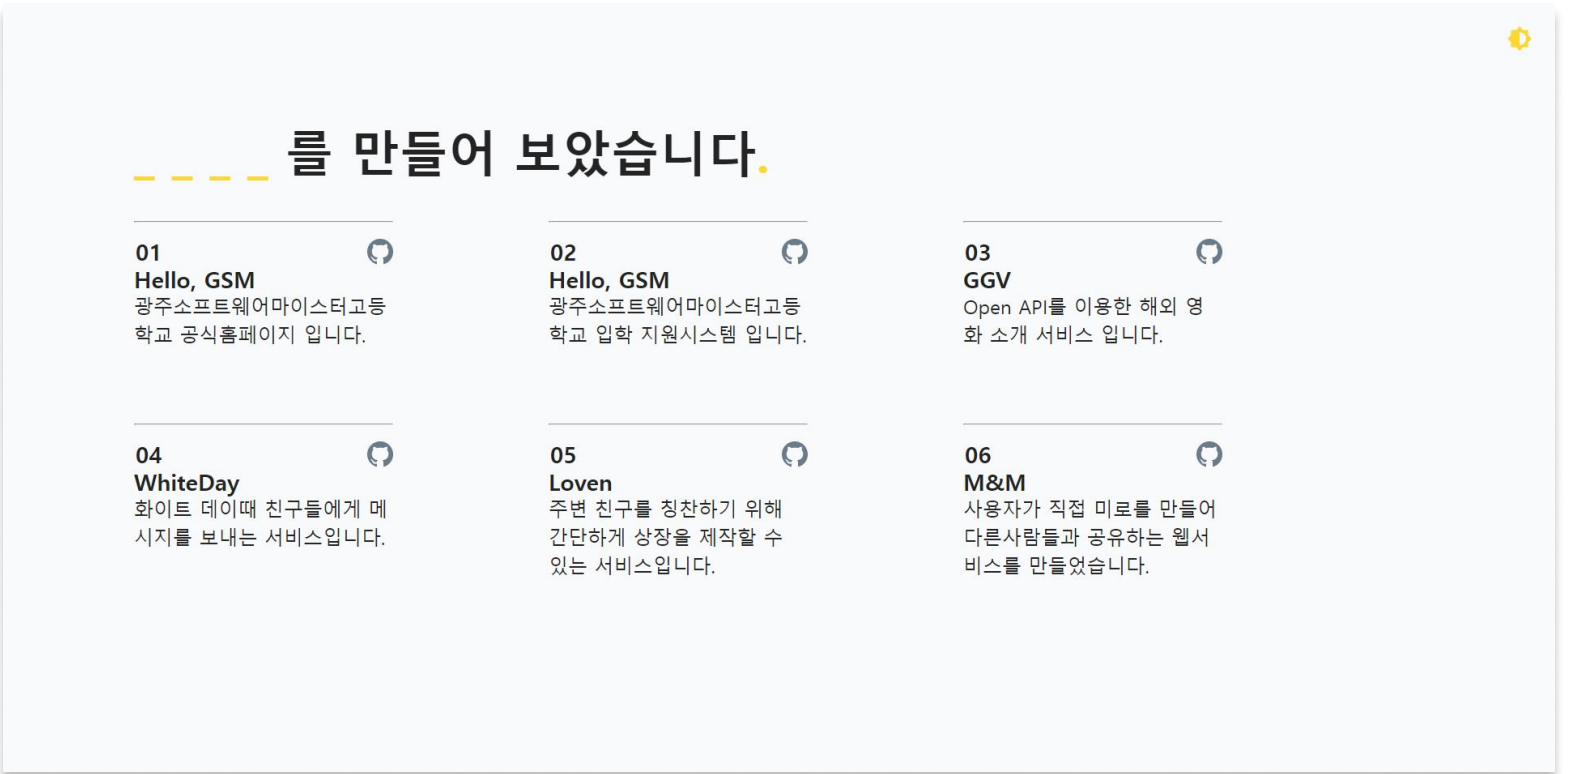 _ _ _ _ 를 만들어 보았습니다.
01
Hello, GSM
광주소프트웨어마이스터고등
학교 공식홈페이지 입니다.
02
Hello, GSM
광주소프트웨어마이스터고등
학교 입학 지원시스템 입니다.
03
GGV
Open API를 이용한 해외 영
화 소개 서비스 입니다.
04
WhiteDay
화이트 데이때 친구들에게 메
시지를 보내는 서비스입니다.
05
Loven
주변 친구를 칭찬하기 위해
간단하게 상장을 제작할 수
있는 서비스입니다.
06
M&M
사용자가 직접 미로를 만들어
다른사람들과 공유하는 웹서
비스를 만들었습니다.